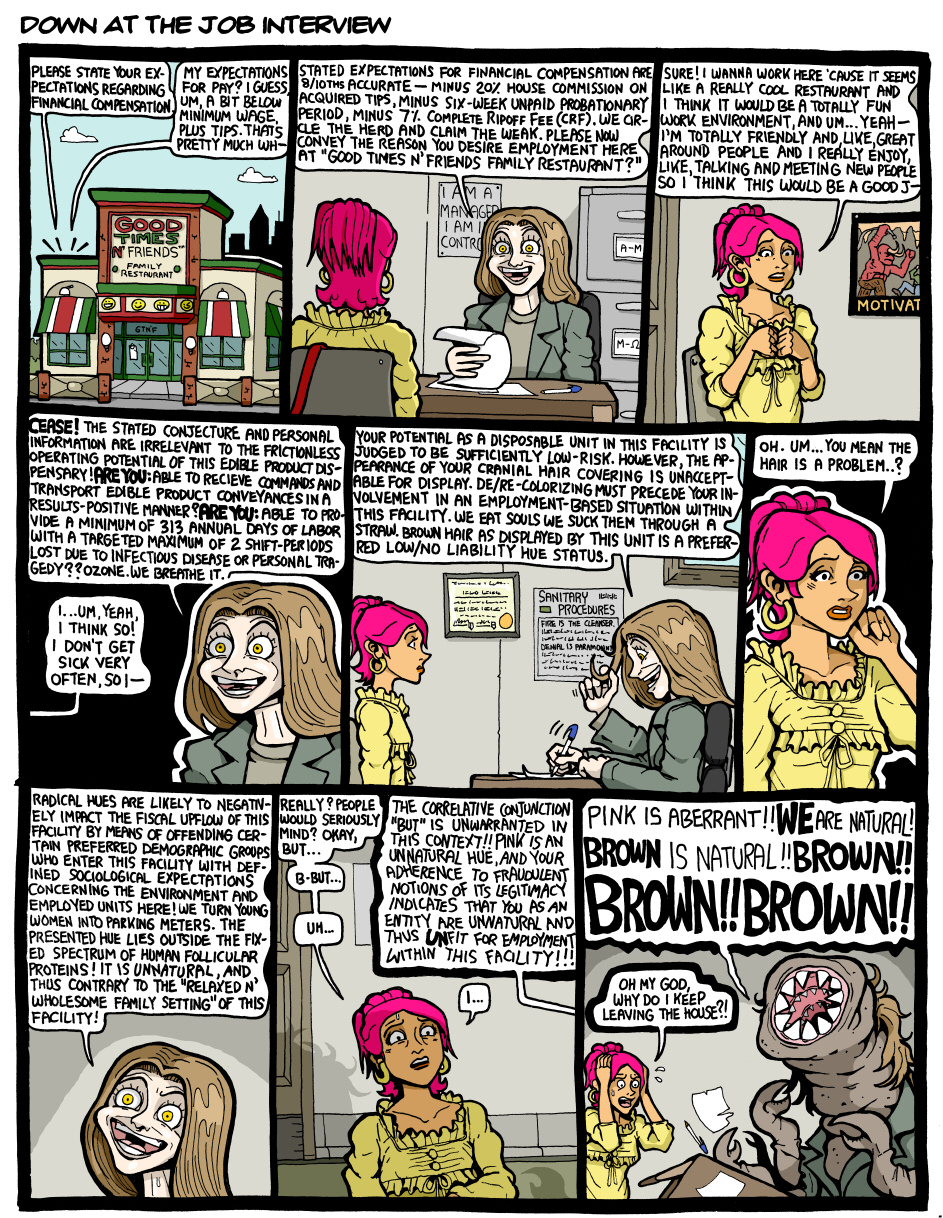 DOWN AT THE JOB INTERVIEW
PLEASE STATE YOUR EX-
PECTATIONS REGARDING
FINANCIAL COMPENSATION.
MY EXPECTATIONS
FOR PAY? I GUESS,
UM, A BIT BELOW
MINIMUM WAGE,
PLUS TIPS. THAT'S
PRETTY MUCH WH-
GOOD
TIMES
N' FRIENDS™
FAMILY
RESTAURANT
GTN'F
STATED EXPECTATIONS FOR FINANCIAL COMPENSATION ARE
8/10THS ACCURATE - MINUS 20% HOUSE COMMISSION ON
ACQUIRED TIPS, MINUS SIX-WEEK UNPAID PROBATIONARY
PERIOD, MINUS 7% COMPLETE RIPOFF FEE (CRF). WE CIR-
CLE THE HERD AND CLAIM THE WEAK. PLEASE NOW
CONVEY THE REASON YOU DESIRE EMPLOYMENT HERE
AT "GOOD TIMES N' FRIENDS FAMILY RESTAURANT?"
I AM A
MANAGER
I AM I
CONTRO
A-M
M-Ω
SURE! I WANNA WORK HERE 'CAUSE IT SEEMS
LIKE A REALLY COOL RESTAURANT AND
I THINK IT WOULD BE A TOTALLY FUN
WORK ENVIRONMENT, AND UM... YEAH-
I'M TOTALLY FRIENDLY AND, LIKE, GREAT
AROUND PEOPLE AND I REALLY ENJOY,
LIKE, TALKING AND MEETING NEW PEOPLE
SO I THINK THIS WOULD BE A GOOD J-
MOTIVAT
CEASE! THE STATED CONJECTURE AND PERSONAL
INFORMATION ARE IRRELEVANT TO THE FRICTIONLESS
OPERATING POTENTIAL OF THIS EDIBLE PRODUCT DIS-
PENSARY! ARE YOU: ABLE TO RECIEVE COMMANDS AND
TRANSPORT EDIBLE PRODUCT CONVEYANCES IN A
RESULTS-POSITIVE MANNER? ARE YOU: ABLE TO PRO-
VIDE A MINIMUM OF 313 ANNUAL DAYS OF LABOR
WITH A TARGETED MAXIMUM OF 2 SHIFT-PERIODS
LOST DUE TO INFECTIOUS DISEASE OR PERSONAL TRA-
GEDY?? OZONE. WE BREATHE IT.
I...UM, YEAH,
I THINK SO!
I DON'T GET
SICK VERY
OFTEN, SO I-
YOUR POTENTIAL AS A DISPOSABLE UNIT IN THIS FACILITY IS
JUDGED TO BE SUFFICIENTLY LOW-RISK. HOWEVER, THE AP-
PEARANCE OF YOUR CRANIAL HAIR COVERING IS UNACCEPT-
ABLE FOR DISPLAY. DE/RE-COLORIZING MUST PRECEDE YOUR IN-
VOLVEMENT IN AN EMPLOYMENT-BASED SITUATION WITHIN
THIS FACILITY. WE EAT SOULS WE SUCK THEM THROUGH A
STRAW. BROWN HAIR AS DISPLAYED BY THIS UNIT IS A PREFER-
RED LOW/NO LIABILITY HUE STATUS.
SANITARY
PROCEDURES
FIRE IS THE CLEANSER.
DENIAL IS PARAMOUNT
OH. UM...YOU MEAN THE
HAIR IS A PROBLEM..?
RADICAL HUES ARE LIKELY TO NEGATIV-
ELY IMPACT THE FISCAL UPFLOW OF THIS
FACILITY BY MEANS OF OFFENDING CER-
TAIN PREFERRED DEMOGRAPHIC GROUPS
WHO ENTER THIS FACILITY WITH DEF-
INED SOCIOLOGICAL EXPECTATIONS
CONCERNING THE ENVIRONMENT AND
EMPLOYED UNITS HERE! WE TURN YOUNG
WOMEN INTO PARKING METERS. THE
PRESENTED HUE LIES OUTSIDE THE FIX-
ED SPECTRUM OF HUMAN FOLLICULAR
PROTEINS! IT IS UNNATURAL, AND
THUS CONTRARY TO THE "RELAXED N'
WHOLESOME FAMILY SETTING" OF THIS
FACILITY!
REALLY? PEOPLE
WOULD SERIOUSLY
MIND? OKAY,
BUT...
B-BUT...
UH...
THE CORRELATIVE CONJUNCTION
"BUT" IS UNWARRANTED IN
THIS CONTEXT!! PINK IS AN
UNNATURAL HUE, AND YOUR
ADHERENCE TO FRAUDULENT
NOTIONS OF ITS LEGITIMACY
INDICATES THAT YOU AS AN
ENTITY ARE UNNATURAL AND
THUS UNFIT FOR EMPLOYMENT
WITHIN THIS FACILITY!!!
I...
PINK IS ABERRANT!! WE ARE NATURAL!
BROWN IS NATURAL!! BROWN!!
BROWN!! BROWN!!
OH MY GOD,
WHY DO I KEEP
LEAVING THE HOUSE?!